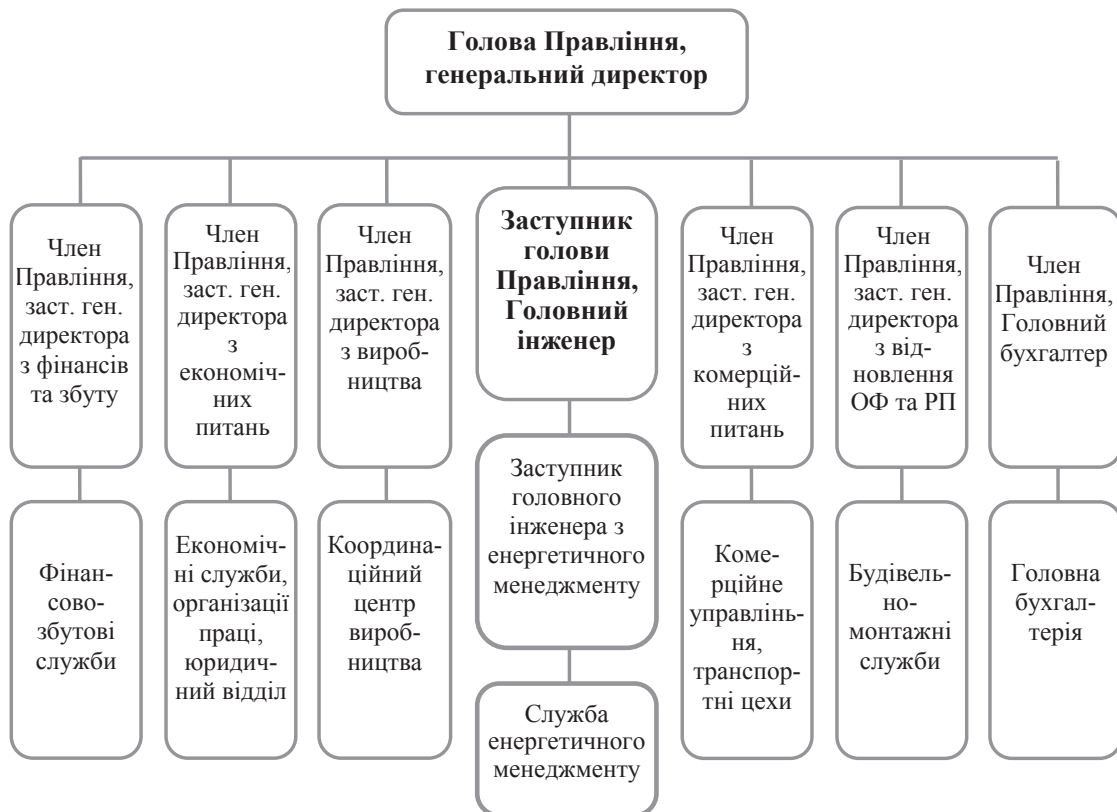 Голова Правління,
генеральний директор
Член
Правління,
заст. ген.
директора
з фінансів
та збуту
Член
Правління,
заст. ген.
директора
з
економіч-
них
питань
Член
Правління,
заст. ген.
директора
з вироб-
ництва
Заступник
голови
Правління,
Головний
інженер
Член
Правління,
заст. ген.
директора
з
комерцій-
них
питань
Член
Правління,
заст. ген.
директора
з від-
новлення
ОФ та РП
Член
Правління,
Головний
бухгалтер
Фінан-
сово-
збутові
служби
Економіч-
ні служби,
організації
праці,
юридич-
ний відділ
Координа-
ційний
центр
вироб-
ництва
Заступник
головного
інженера з
енергетичного
менеджменту
Служба
енергетичного
менеджменту
Коме-
рційне
управлінь-
ня,
транспор-
тні цехи
Будівель-
но-
монтажні
служби
Головна
бухгал-
терія